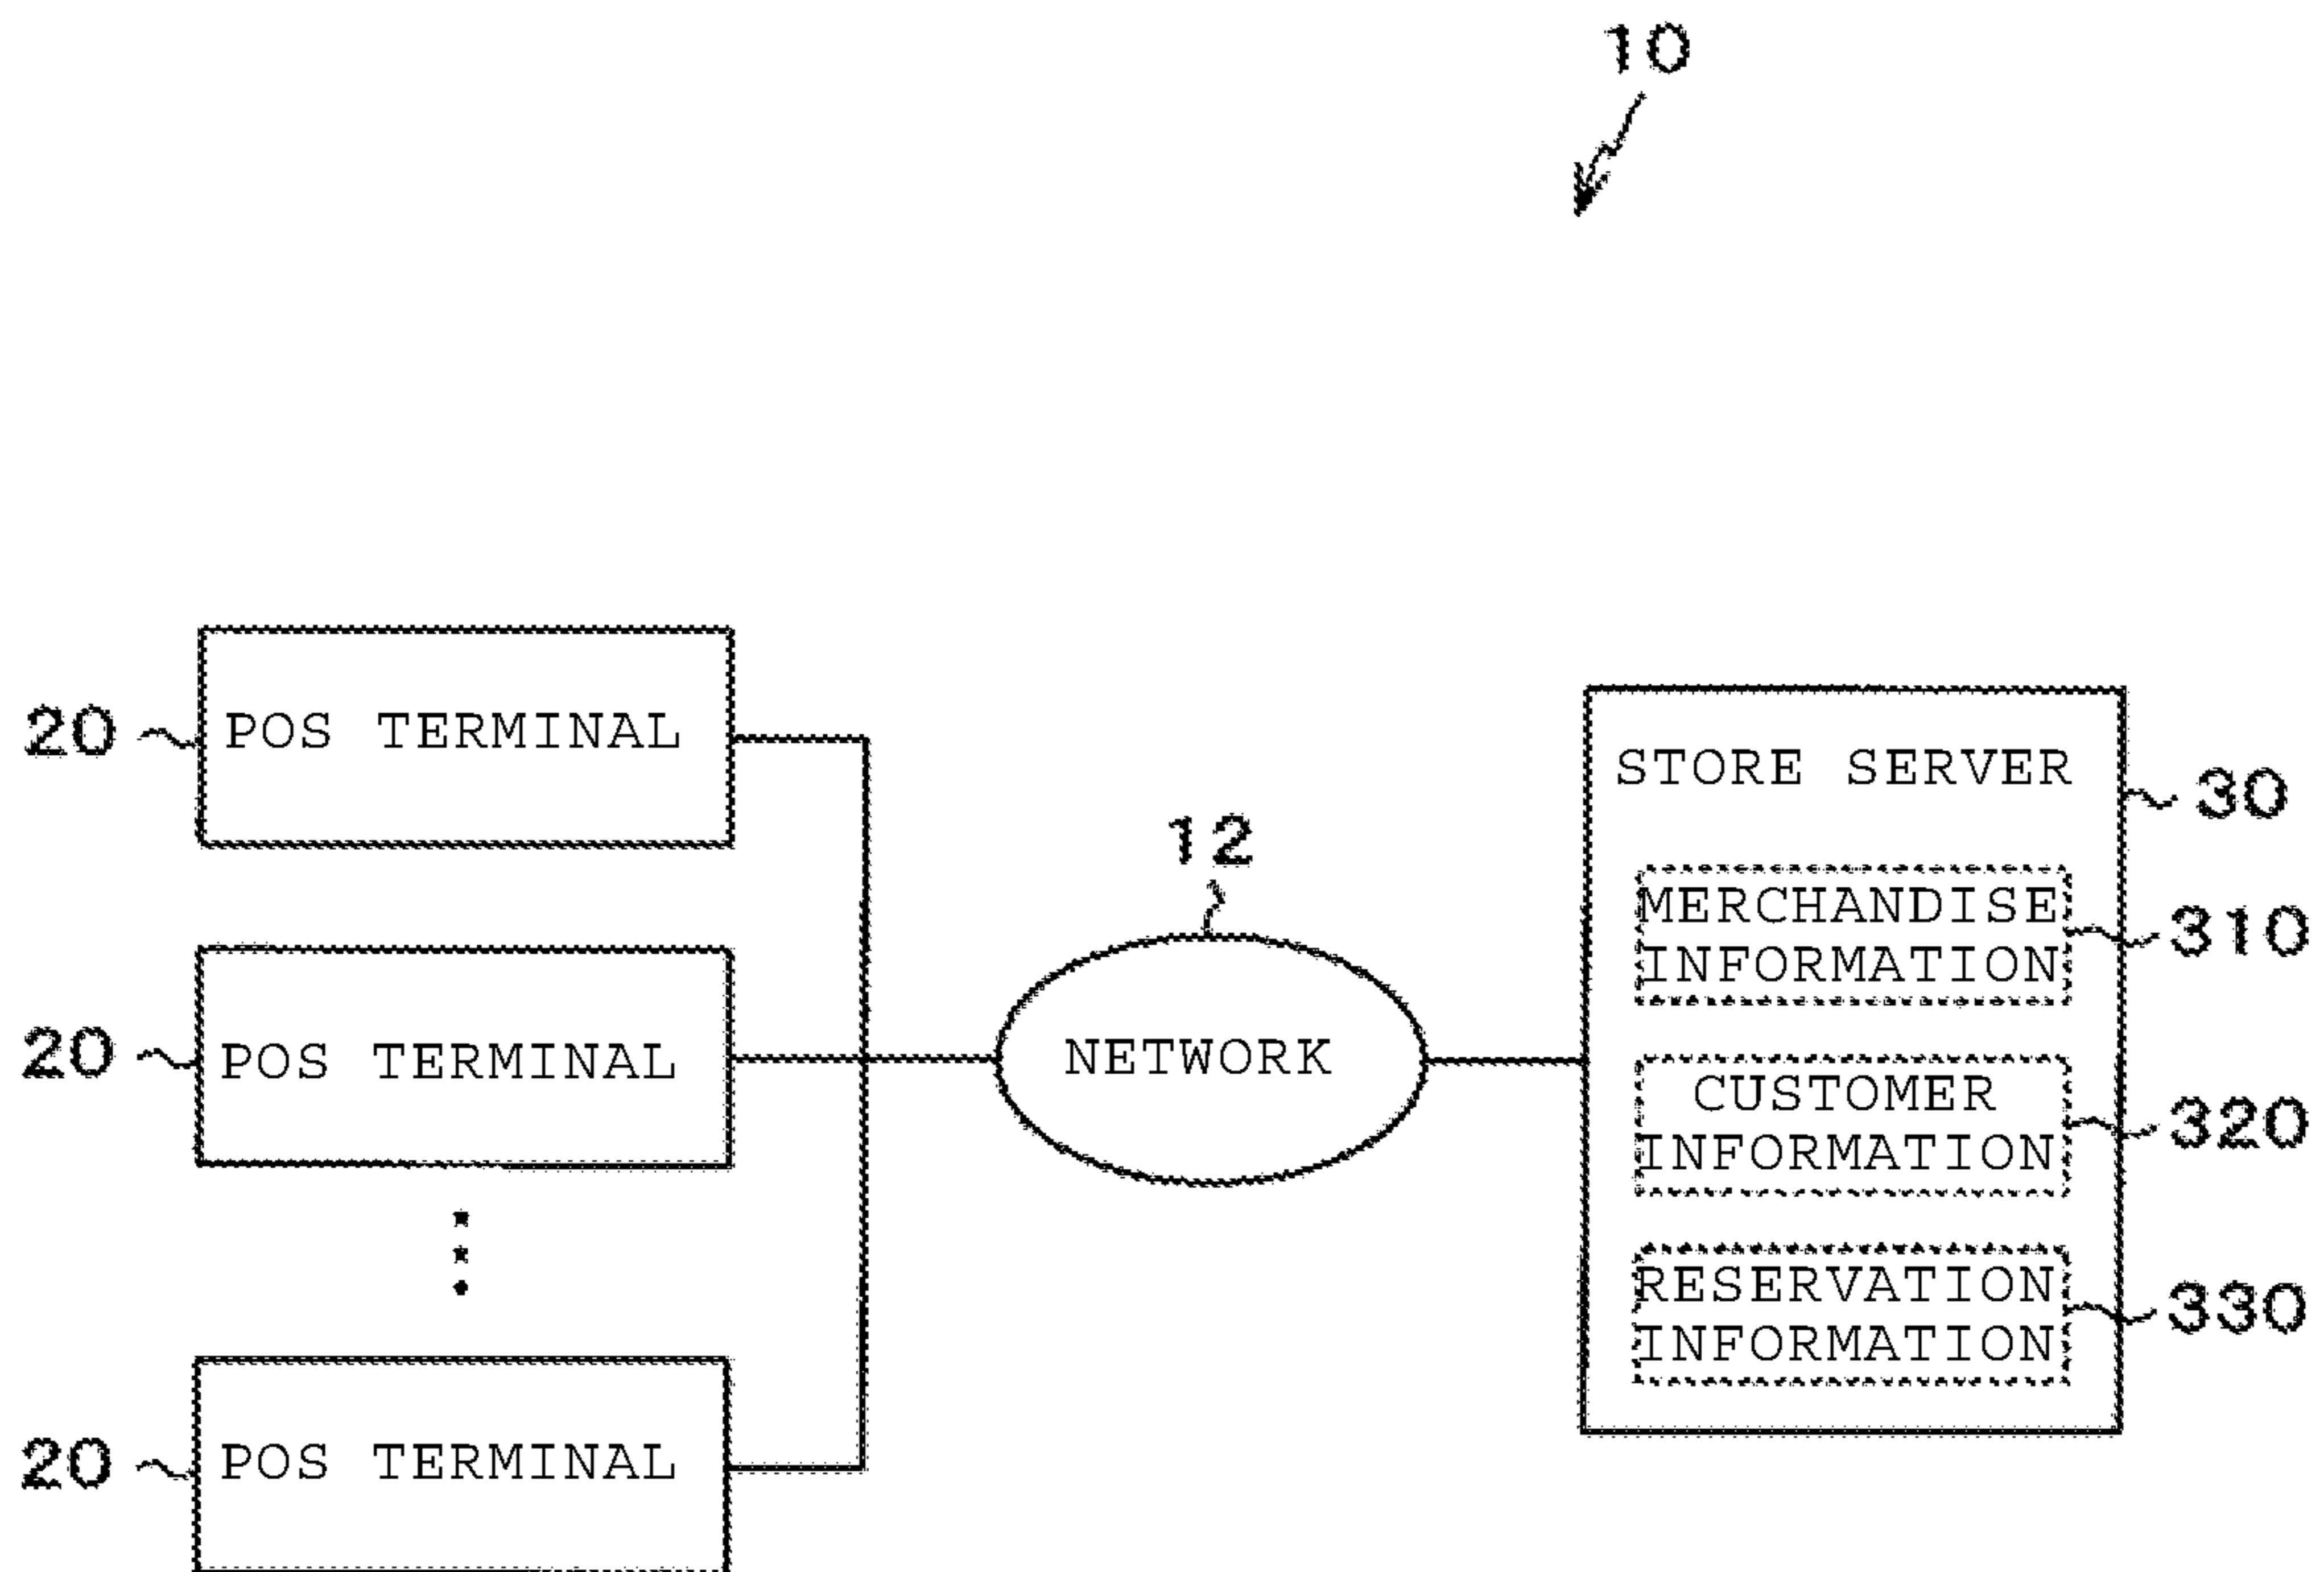 10
20
POS TERMINAL
20
POS TERMINAL
20
POS TERMINAL
12
NETWORK
STORE SERVER
30
MERCHANDISE
INFORMATION
310
CUSTOMER
INFORMATION
320
RESERVATION
INFORMATION
330